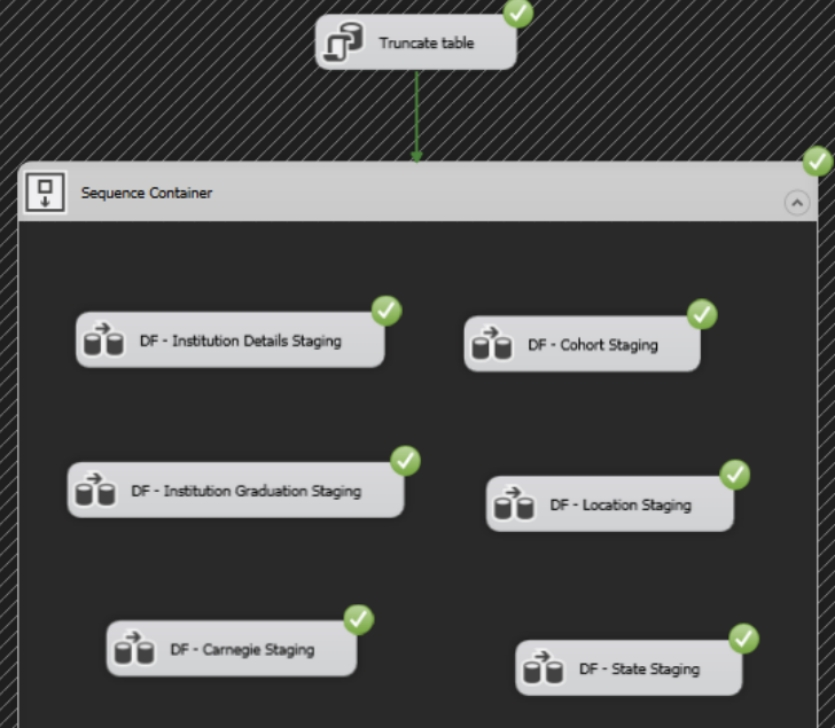 Truncate table
Sequence Container
DF - Institution Details Staging
DF - Cohort Staging
DF - Institution Graduation Staging
DF - Location Staging
DF - Carnegie Staging
DF - State Staging